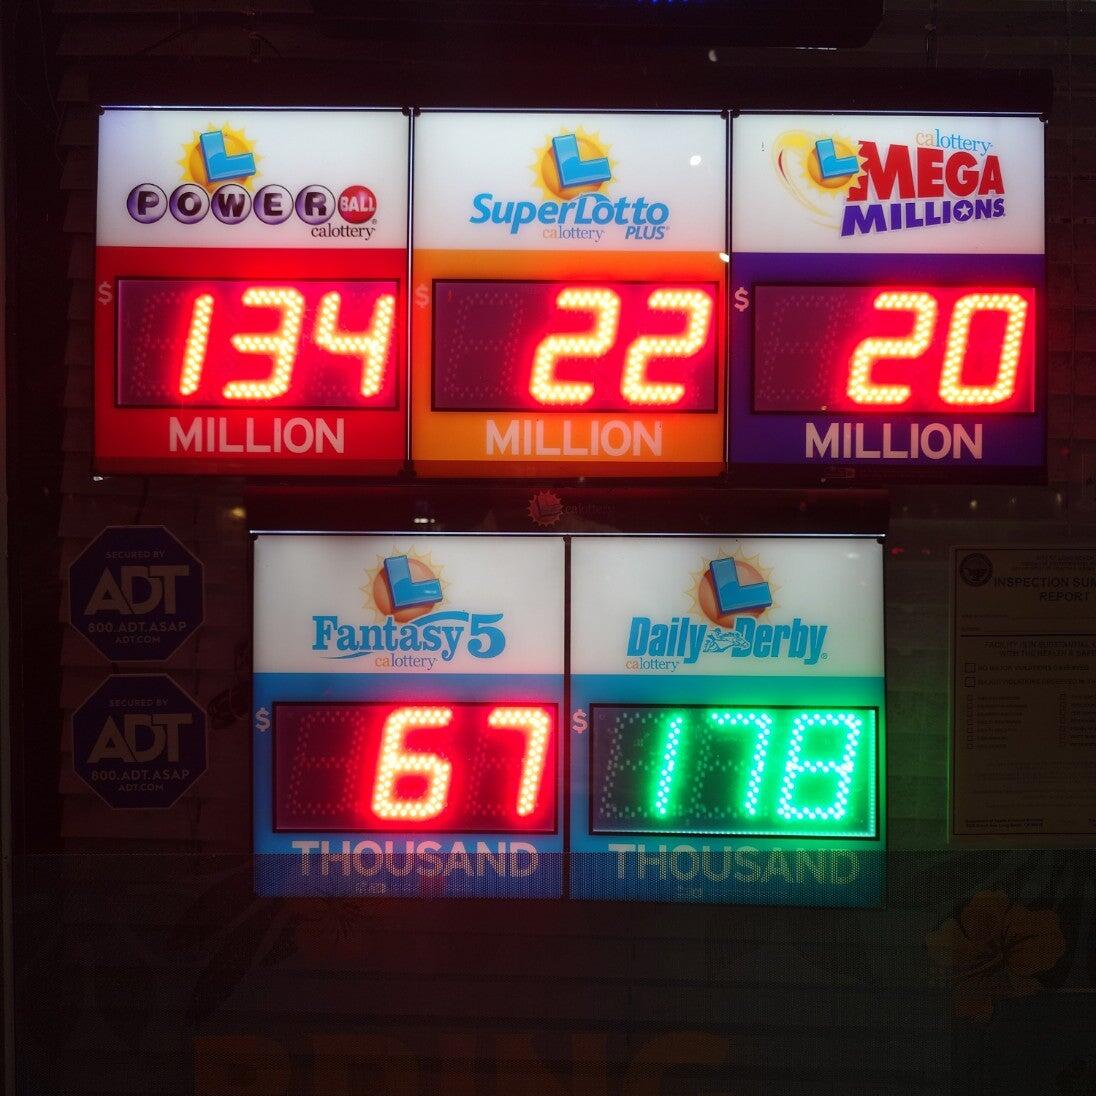 POWER BALL
calottery
SuperLotto
calottery PLUS
calottery
MEGA
MILLIONS
$ 134
MILLION
$ 22
MILLION
$ 20
MILLION
calottery
SECURED BY
ADT
800.ADT.ASAP
ADT.COM
SECURED BY
ADT
800.ADT.ASAP
ADT.COM
Fantasy 5
calottery
$ 67
THOUSAND
Daily Derby
calottery
$ 178
THOUSAND
INSPECTION
REPORT